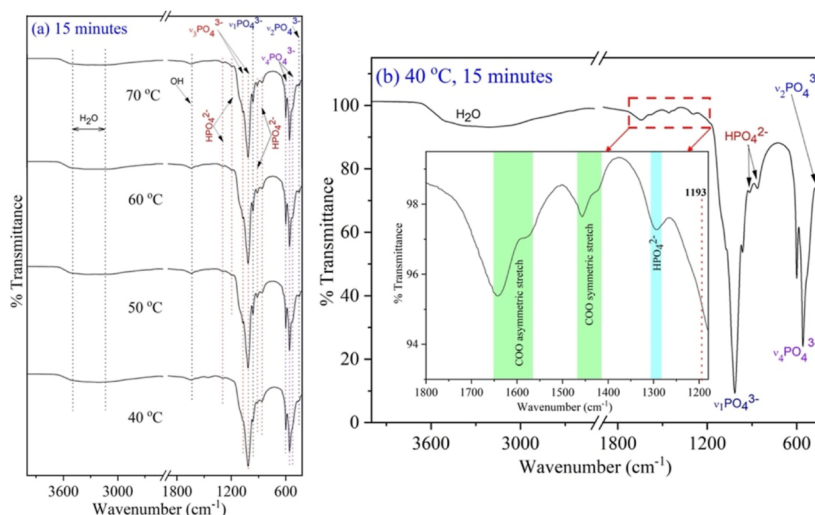 (a) 15 minutes
ν₃PO₄³⁻
ν₁PO₄³⁻
ν₂PO₄³⁻
ν₄PO₄³⁻
OH
70 °C
H₂O
HPO₄²⁻
HPO₄²⁻
60 °C
50 °C
40 °C
% Transmittance
3600 3000 1800 1200 600
Wavenumber (cm⁻¹)
(b) 40 °C, 15 minutes
ν₂PO₄³⁻
100
H₂O
HPO₄²⁻
80
60
40
20
0
% Transmittance
98
96
94
% Transmittance
COO asymmetric stretch
COO symmetric stretch
HPO₄²⁻
1193
1800 1700 1600 1500 1400 1300 1200
Wavenumber (cm⁻¹)
ν₄PO₄³⁻
ν₁PO₄³⁻
3600 3000 1800 1200 600
Wavenumber (cm⁻¹)